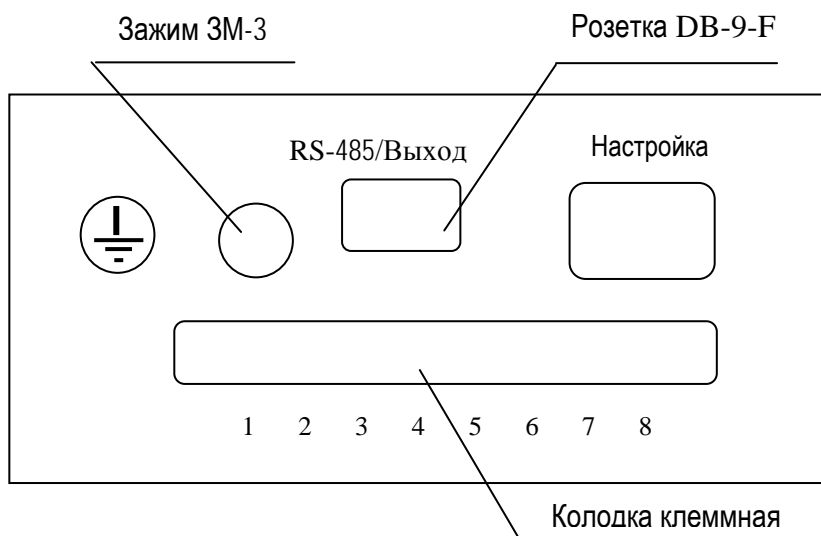 Зажим ЗМ-3
Розетка DB-9-F
RS-485/Выход
Настройка
1 2 3 4 5 6 7 8
Колодка клеммная